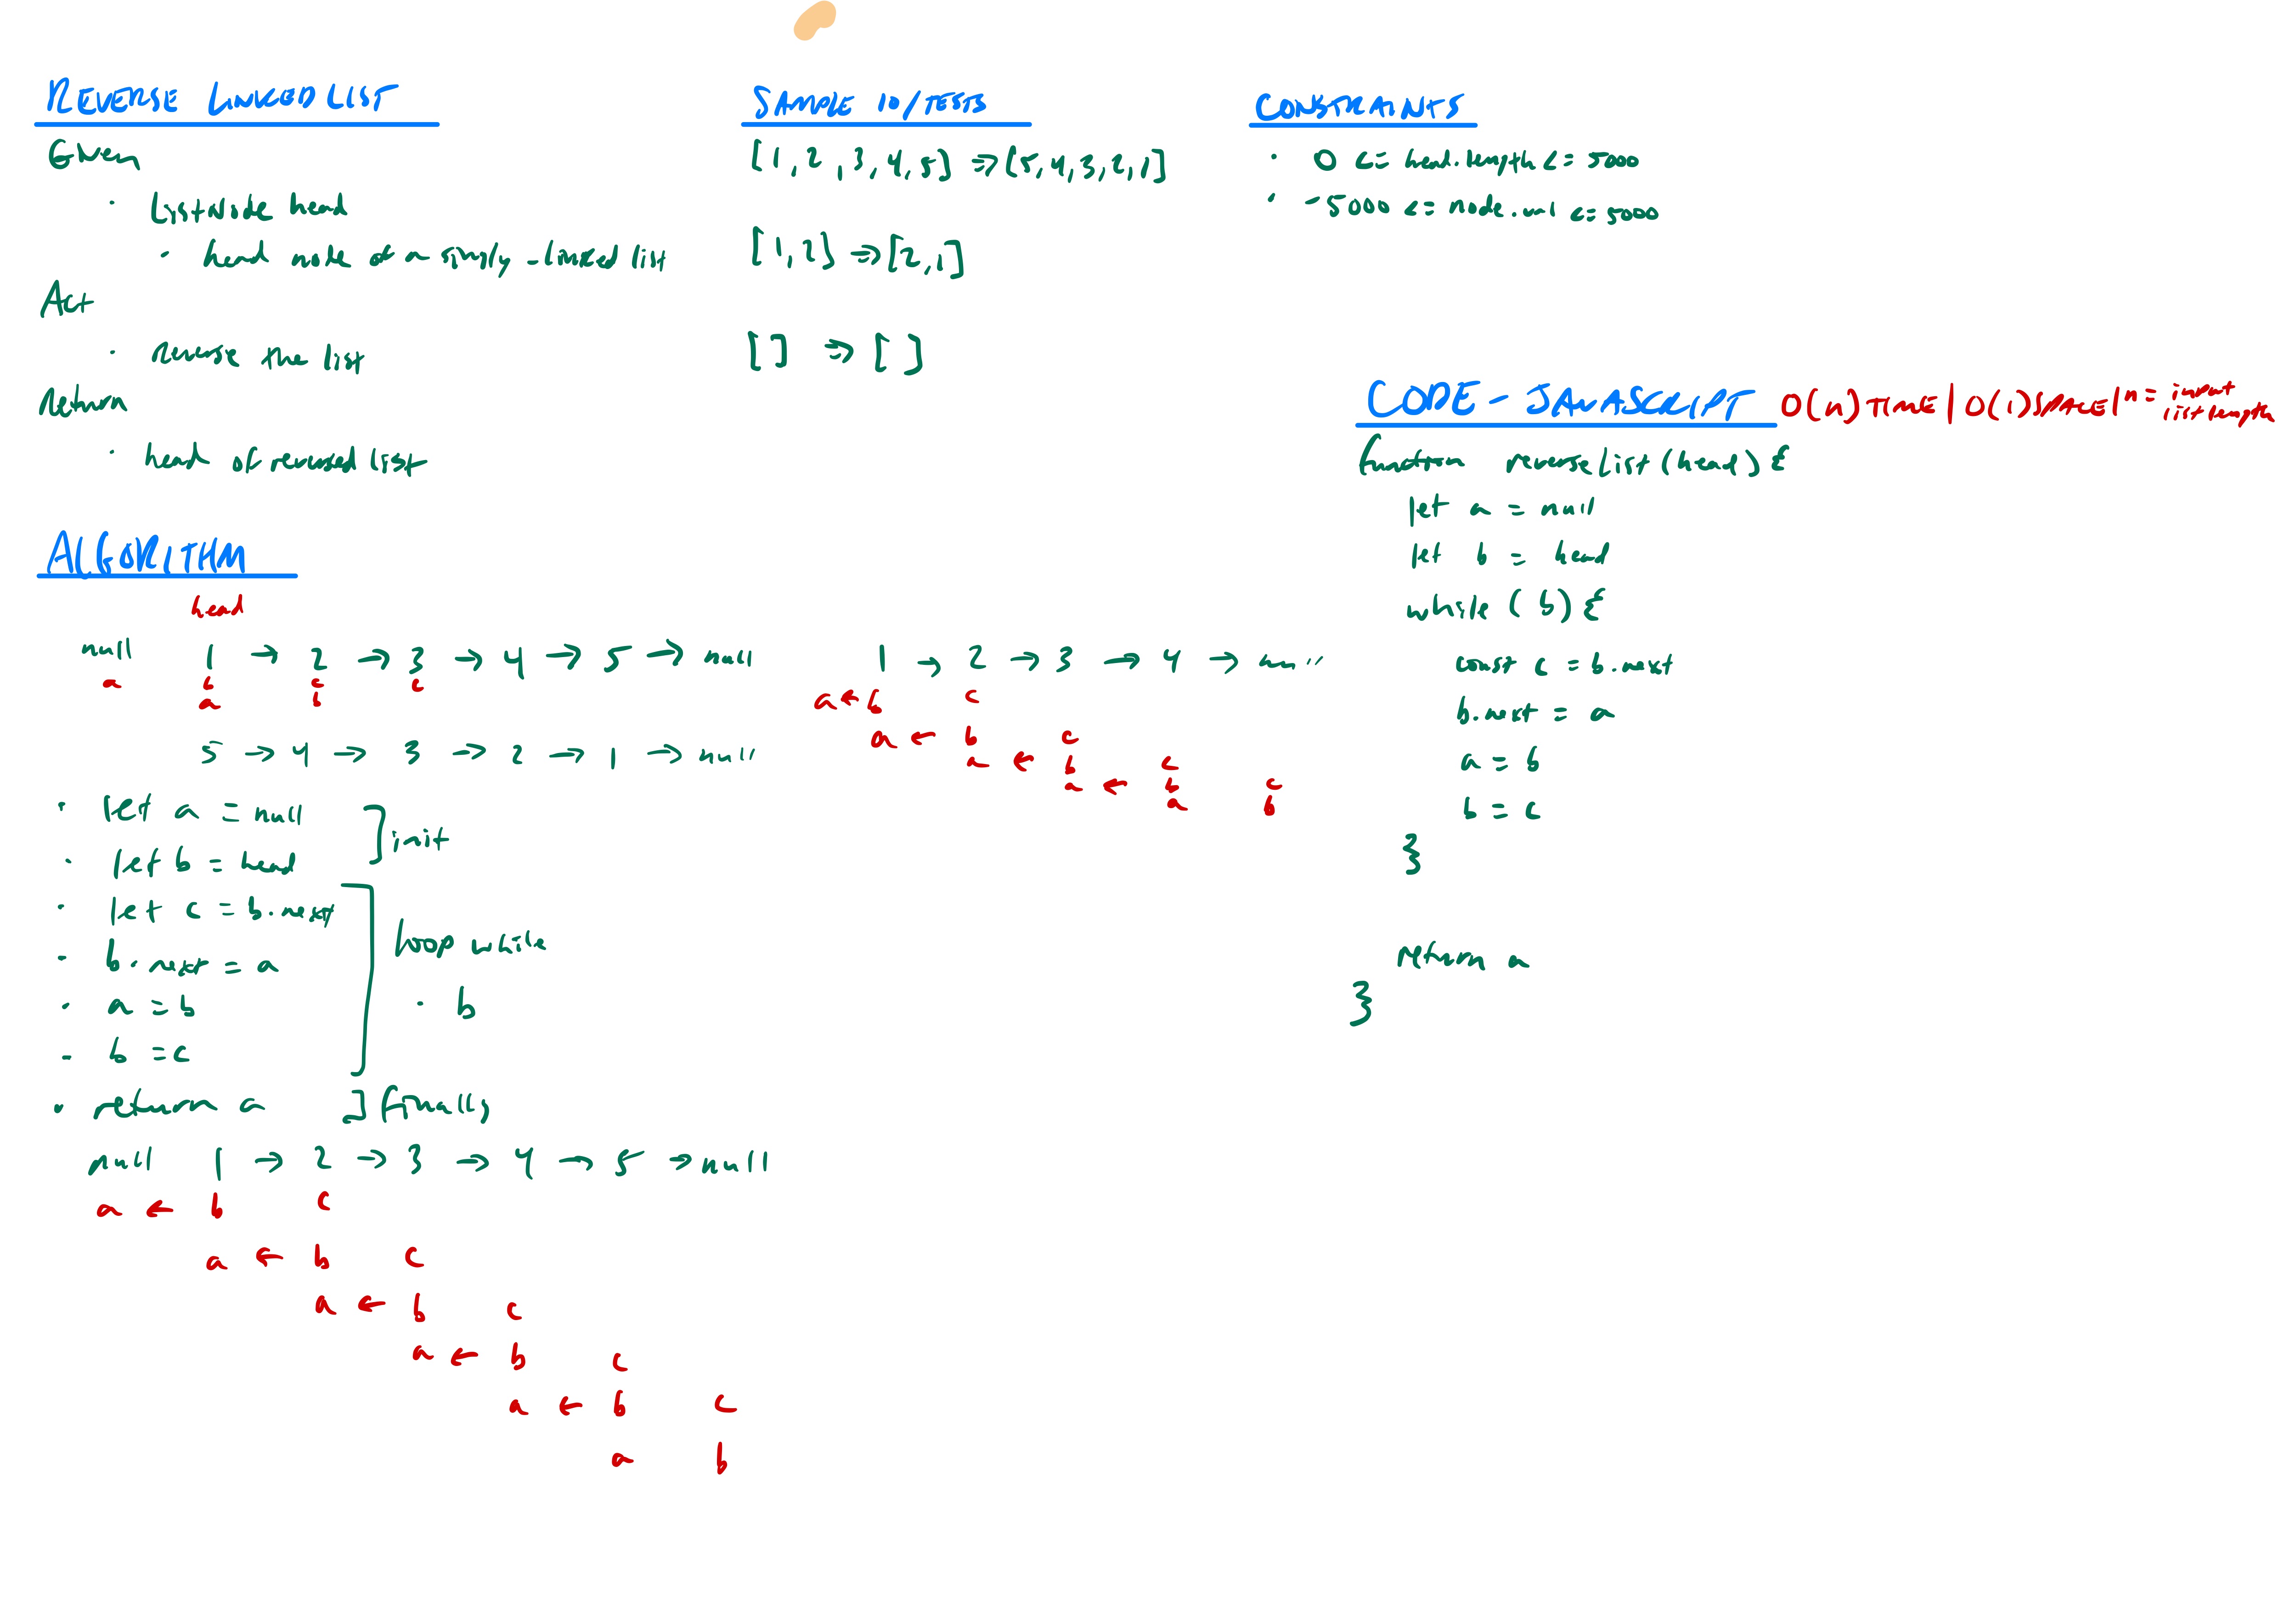 REVERSE LINKED LIST
Given
· ListNode head
· head node of a singly-linked list
Act
· reverse the list
Return
· head of reversed list
SAMPLE IO/TESTS
[1,2,3,4,5] => [5,4,3,2,1]
[1,2] => [2,1]
[] => []
CONSTRAINTS
· 0 <= head.length <= 5000
· -5000 <= node.val <= 5000
ALGORITHM
head
null 1 → 2 → 3 → 4 → 5 → null
a b c c
a b
5 → 4 → 3 → 2 → 1 → null
· let a = null
· let b = head
] init
· let c = b.next
· b.next = a
· a = b
- b = c
loop while
· b
· return a ] finally
null 1 → 2 → 3 → 4 → 5 → null
a ← b c
a ← b c
a ← b c
a ← b c
a ← b c
a b
1 → 2 → 3 → 4 → null
a ← b c
a ← b c
a ← b c
a ← b c
a b
CODE - JAVASCRIPT O(n) TIME | O(1) SPACE | n = input list length
function reverseList(head) {
let a = null
let b = head
while (b) {
const c = b.next
b.next = a
a = b
b = c
}
return a
}